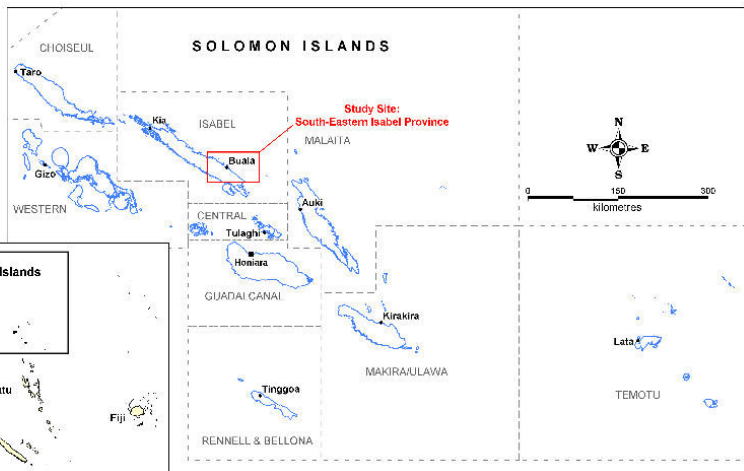 SOLOMON ISLANDS
CHOISEUL
Taro
Study Site:
South-Eastern Isabel Province
Kia
ISABEL
MALAITA
N
W E
S
Buala
Gizo
WESTERN
Auki
0 150 300
kilometres
CENTRAL
Tulaghi
Honiara
GUADALCANAL
Islands
Kirakira
MAKIRA/ULAWA
Lata
TEMOTU
Tinggoa
RENNELL & BELLONA
atu
Fiji